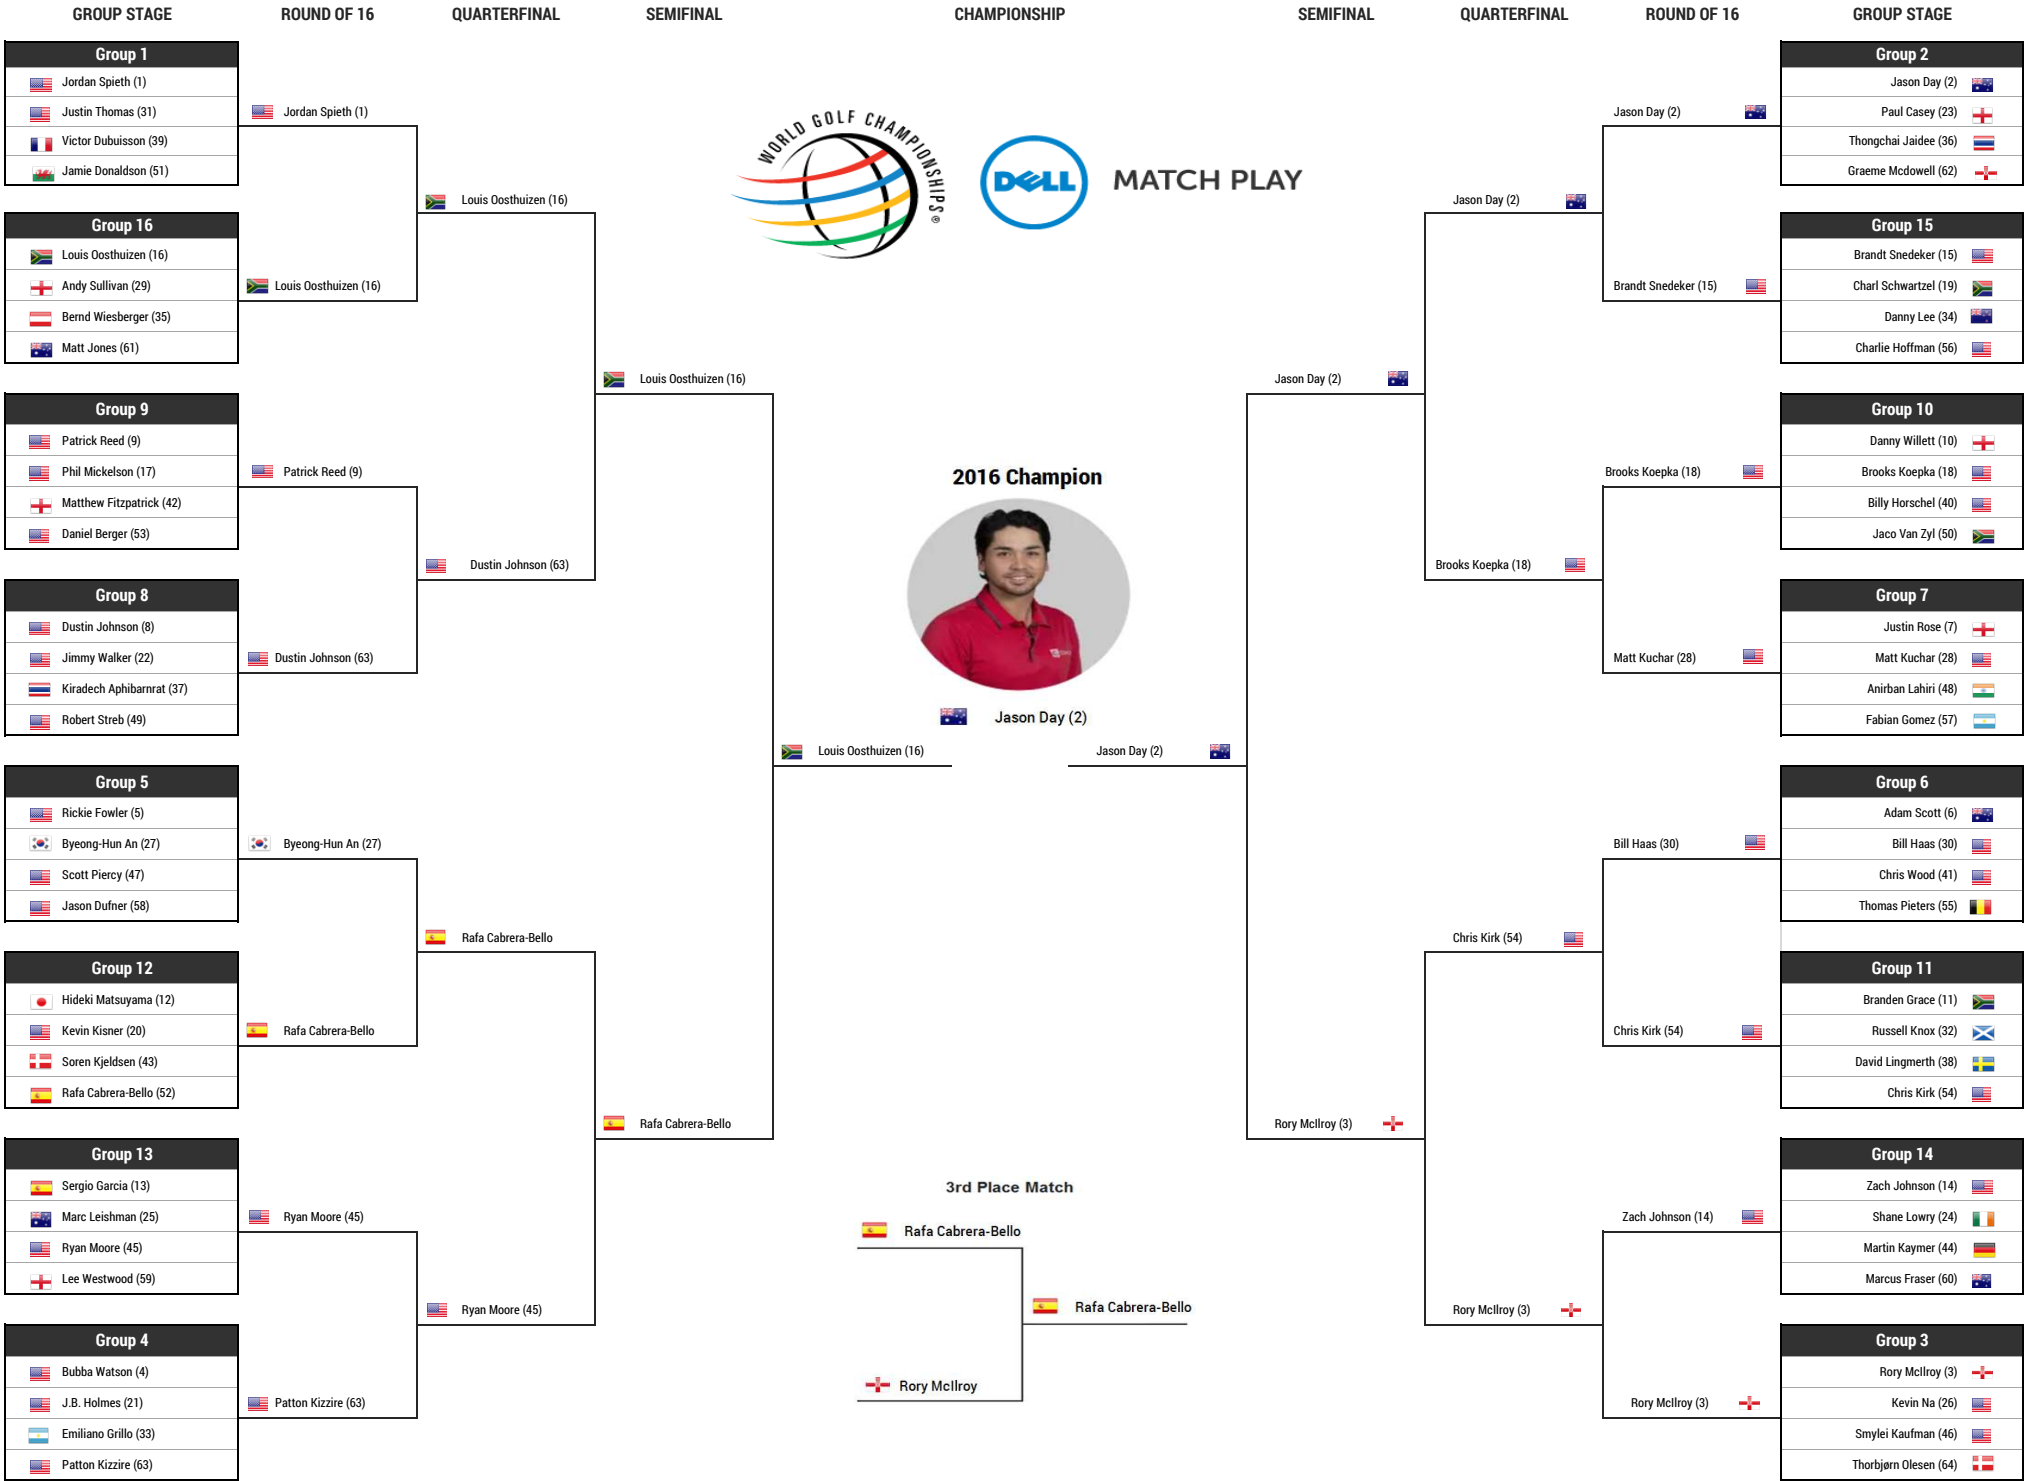 GROUP STAGE
ROUND OF 16
QUARTERFINAL
SEMIFINAL
CHAMPIONSHIP
SEMIFINAL
QUARTERFINAL
ROUND OF 16
GROUP STAGE
Group 1
Jordan Spieth (1)
Justin Thomas (31)
Victor Dubuisson (39)
Jamie Donaldson (51)
Group 16
Louis Oosthuizen (16)
Andy Sullivan (29)
Bernd Wiesberger (35)
Matt Jones (61)
Group 9
Patrick Reed (9)
Phil Mickelson (17)
Matthew Fitzpatrick (42)
Daniel Berger (53)
Group 8
Dustin Johnson (8)
Jimmy Walker (22)
Kiradech Aphibarnrat (37)
Robert Streb (49)
Group 5
Rickie Fowler (5)
Byeong-Hun An (27)
Scott Piercy (47)
Jason Dufner (58)
Group 12
Hideki Matsuyama (12)
Kevin Kisner (20)
Soren Kjeldsen (43)
Rafa Cabrera-Bello (52)
Group 13
Sergio Garcia (13)
Marc Leishman (25)
Ryan Moore (45)
Lee Westwood (59)
Group 4
Bubba Watson (4)
J.B. Holmes (21)
Emiliano Grillo (33)
Patton Kizzire (63)
Jordan Spieth (1)
Louis Oosthuizen (16)
Patrick Reed (9)
Dustin Johnson (63)
Byeong-Hun An (27)
Rafa Cabrera-Bello
Ryan Moore (45)
Patton Kizzire (63)
Louis Oosthuizen (16)
Dustin Johnson (63)
Rafa Cabrera-Bello
Ryan Moore (45)
Louis Oosthuizen (16)
Rafa Cabrera-Bello
WORLD GOLF CHAMPIONSHIPS®
DELL
MATCH PLAY
2016 Champion
Jason Day (2)
Louis Oosthuizen (16)
Jason Day (2)
3rd Place Match
Rafa Cabrera-Bello
Rafa Cabrera-Bello
Rory McIlroy
Jason Day (2)
Rory McIlroy (3)
Jason Day (2)
Brooks Koepka (18)
Chris Kirk (54)
Rory McIlroy (3)
Jason Day (2)
Brandt Snedeker (15)
Brooks Koepka (18)
Matt Kuchar (28)
Bill Haas (30)
Chris Kirk (54)
Zach Johnson (14)
Rory McIlroy (3)
Group 2
Jason Day (2)
Paul Casey (23)
Thongchai Jaidee (36)
Graeme Mcdowell (62)
Group 15
Brandt Snedeker (15)
Charl Schwartzel (19)
Danny Lee (34)
Charlie Hoffman (56)
Group 10
Danny Willett (10)
Brooks Koepka (18)
Billy Horschel (40)
Jaco Van Zyl (50)
Group 7
Justin Rose (7)
Matt Kuchar (28)
Anirban Lahiri (48)
Fabian Gomez (57)
Group 6
Adam Scott (6)
Bill Haas (30)
Chris Wood (41)
Thomas Pieters (55)
Group 11
Branden Grace (11)
Russell Knox (32)
David Lingmerth (38)
Chris Kirk (54)
Group 14
Zach Johnson (14)
Shane Lowry (24)
Martin Kaymer (44)
Marcus Fraser (60)
Group 3
Rory McIlroy (3)
Kevin Na (26)
Smylei Kaufman (46)
Thorbjørn Olesen (64)